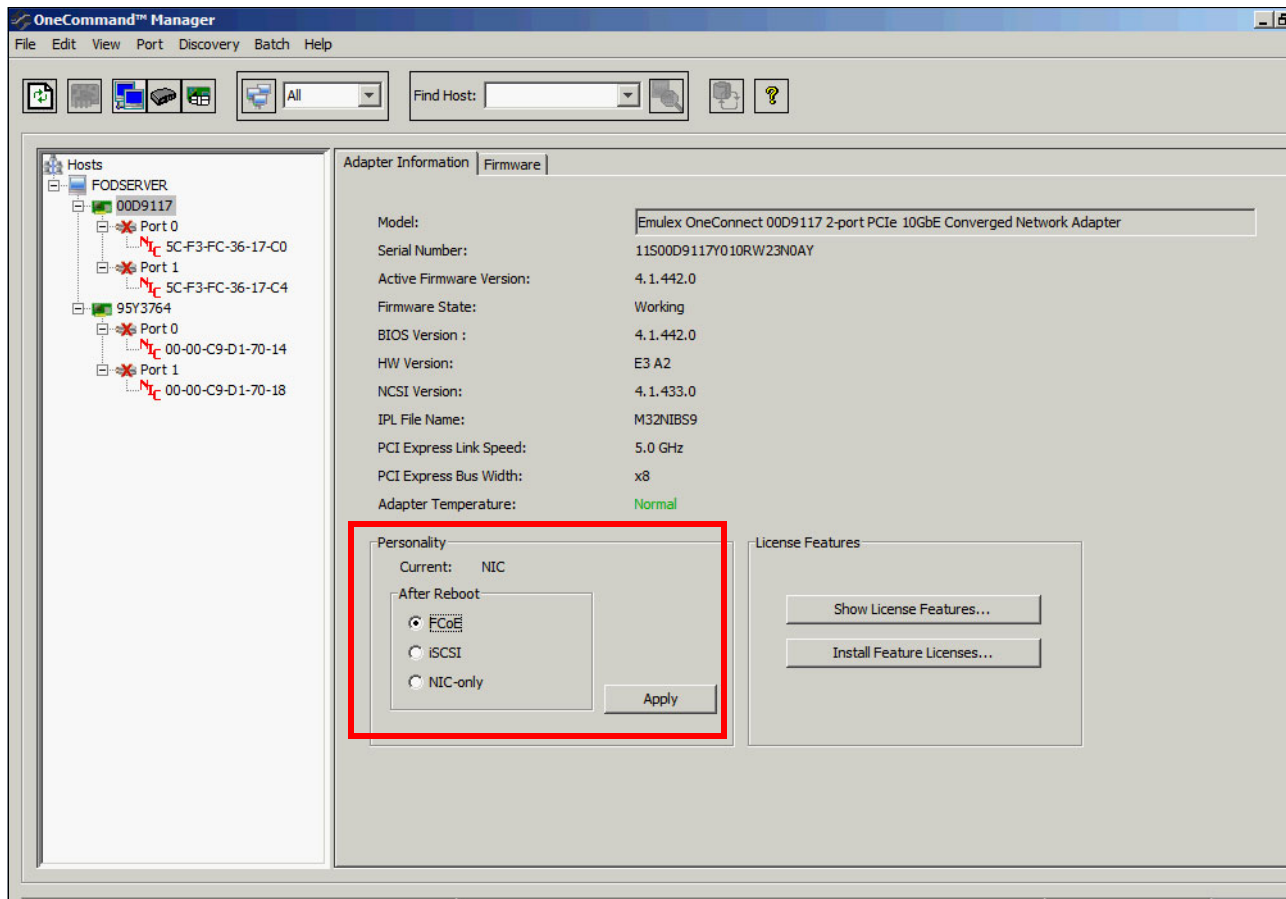 OneCommand™ Manager
File Edit View Port Discovery Batch Help
All
Find Host:
?
Hosts
FODSERVER
00D9117
Port 0
NIC 5C-F3-FC-36-17-C0
Port 1
NIC 5C-F3-FC-36-17-C4
95Y3764
Port 0
NIC 00-00-C9-D1-70-14
Port 1
NIC 00-00-C9-D1-70-18
Adapter Information
Firmware
Model: Emulex OneConnect 00D9117 2-port PCIe 10GbE Converged Network Adapter
Serial Number: 11S00D9117Y010RW23N0AY
Active Firmware Version: 4.1.442.0
Firmware State: Working
BIOS Version : 4.1.442.0
HW Version: E3 A2
NCSI Version: 4.1.433.0
IPL File Name: M32NIBS9
PCI Express Link Speed: 5.0 GHz
PCI Express Bus Width: x8
Adapter Temperature: Normal
Personality
Current: NIC
After Reboot
FCoE
iSCSI
NIC-only
Apply
License Features
Show License Features...
Install Feature Licenses...